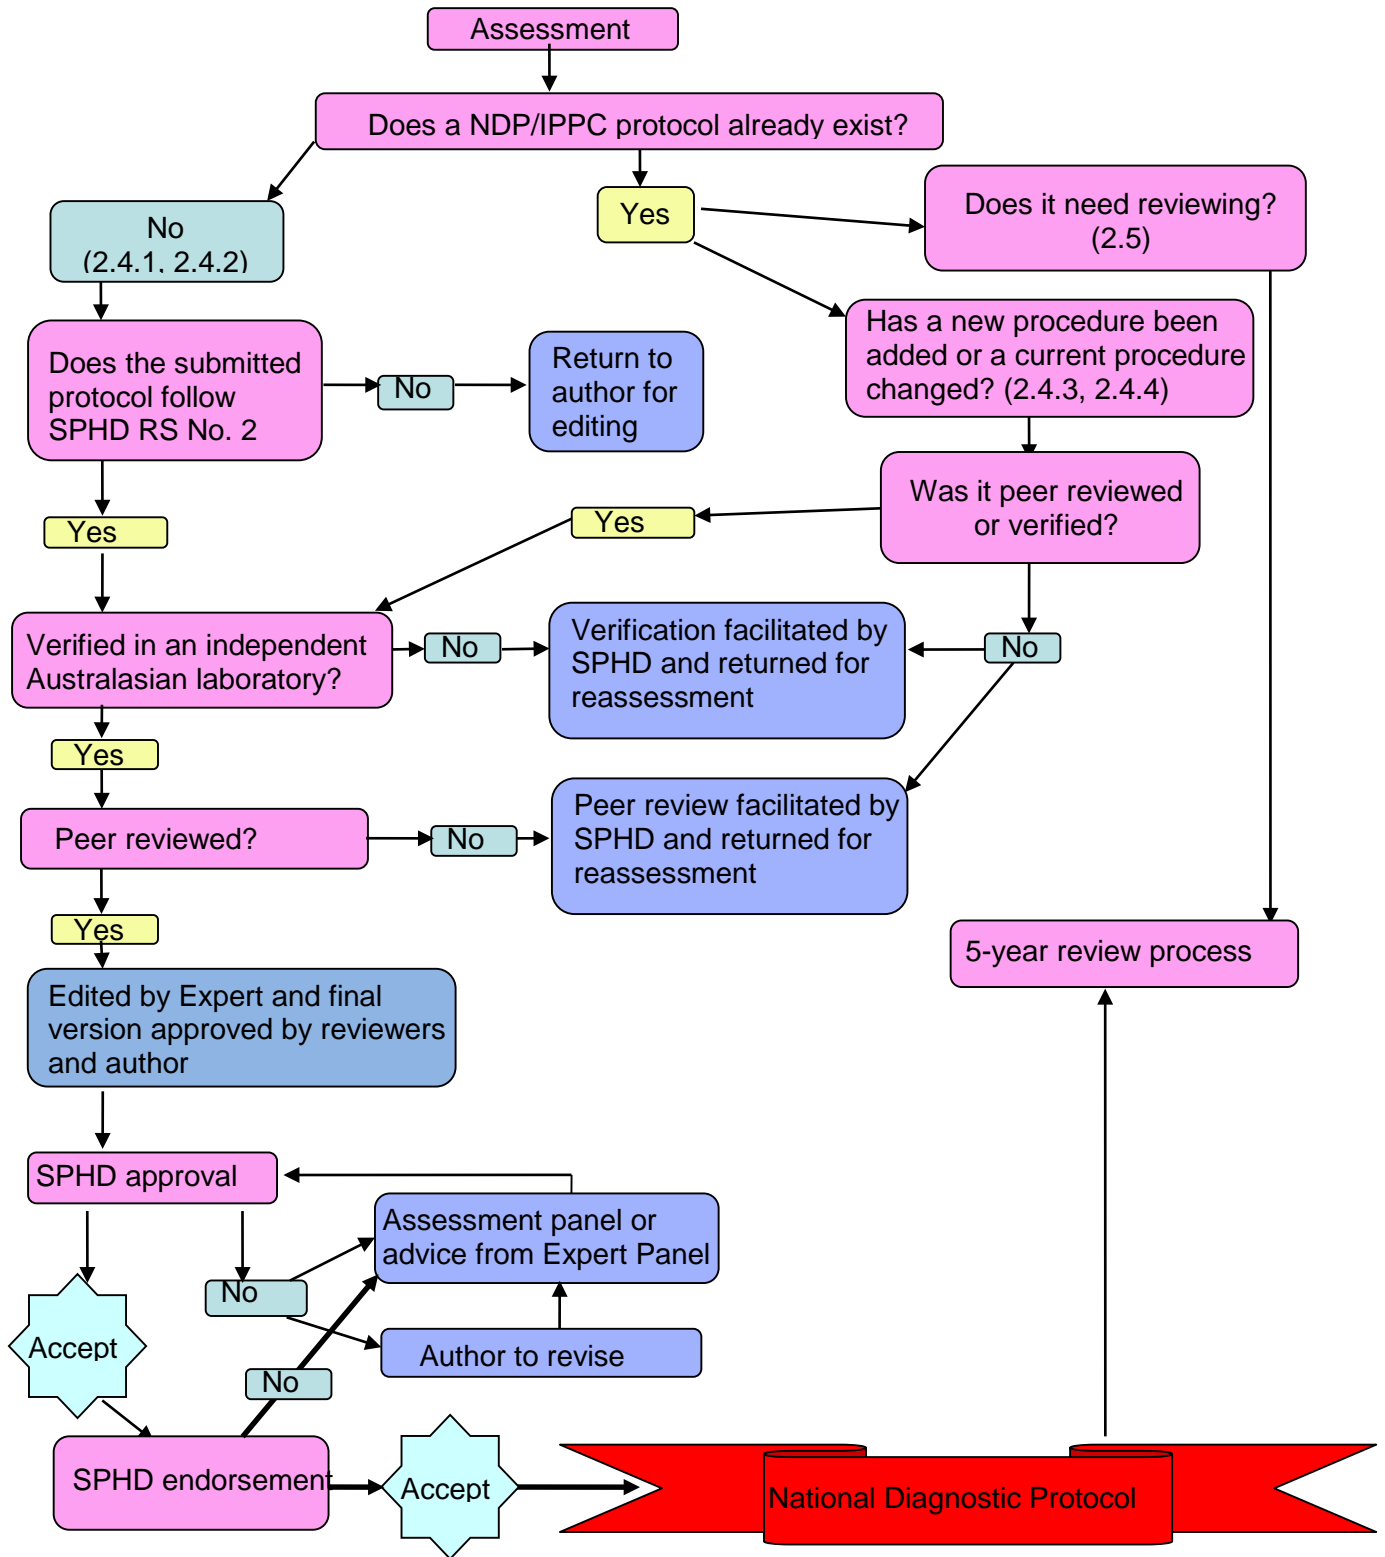 Assessment
Does a NDP/IPPC protocol already exist?
No
(2.4.1, 2.4.2)
Yes
Does it need reviewing?
(2.5)
Has a new procedure been
added or a current procedure
changed? (2.4.3, 2.4.4)
Does the submitted
protocol follow
SPHD RS No. 2
No
Return to
author for
editing
Was it peer reviewed
or verified?
Yes
Yes
Verified in an independent
Australasian laboratory?
No
Verification facilitated by
SPHD and returned for
reassessment
No
Yes
Peer reviewed?
No
Peer review facilitated by
SPHD and returned for
reassessment
Yes
5-year review process
Edited by Expert and final
version approved by reviewers
and author
SPHD approval
Assessment panel or
advice from Expert Panel
No
Accept
Author to revise
No
SPHD endorsement
Accept
National Diagnostic Protocol